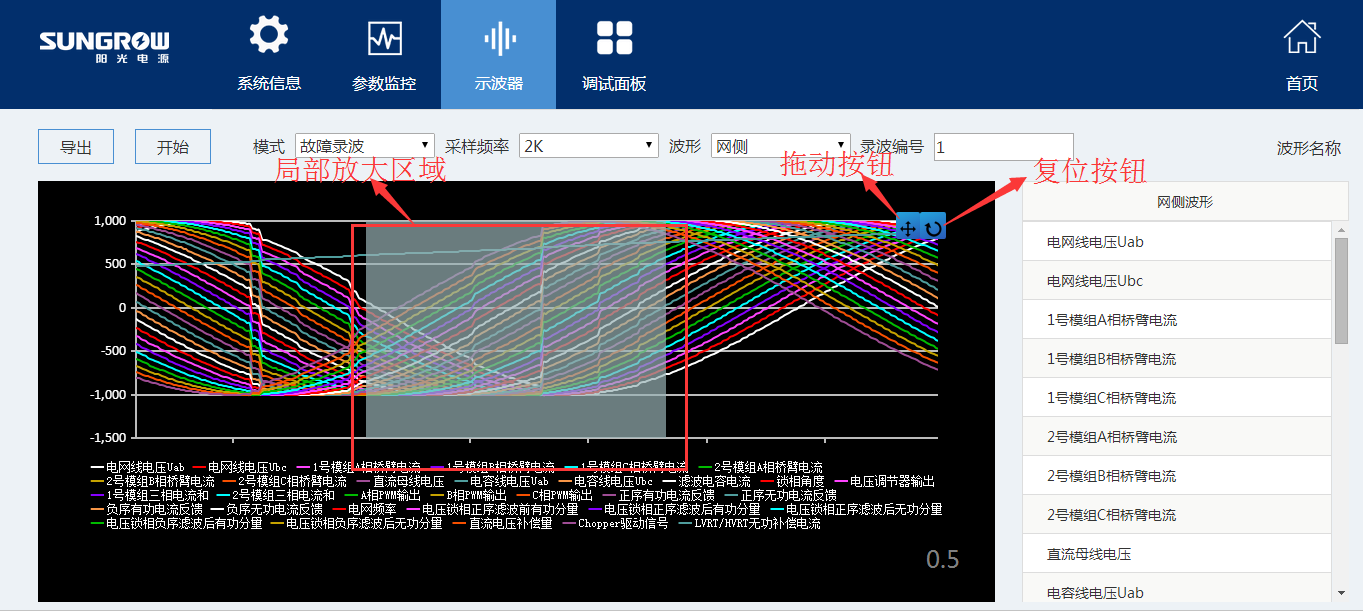 SUNGROW
阳光电源
系统信息
参数监控
示波器
调试面板
首页
导出
开始
模式 故障录波
采样频率 2K
波形 网侧
录波编号 1
波形名称
局部放大区域
拖动按钮
复位按钮
1,000
500
0
-500
-1,000
-1,500
电网线电压Uab 电网线电压Ubc 1号模组A相桥臂电流 1号模组B相桥臂电流 1号模组C相桥臂电流 2号模组A相桥臂电流
2号模组B相桥臂电流 2号模组C相桥臂电流 直流母线电压 电容线电压Uab 电容线电压Ubc 滤波电容电流 锁相角度 电压调节器输出
1号模组三相电流和 2号模组三相电流和 A相PWM输出 B相PWM输出 C相PWM输出 正序有功电流反馈 正序无功电流反馈
负序有功电流反馈 负序无功电流反馈 电网频率 电压锁相正序滤波前有功分量 电压锁相正序滤波后有功分量 电压锁相正序滤波后无功分量
电压锁相负序滤波后有功分量 电压锁相负序滤波后无功分量 直流电压补偿量 Chopper驱动信号 LVRT/HVRT无功补偿电流
0.5
网侧波形
电网线电压Uab
电网线电压Ubc
1号模组A相桥臂电流
1号模组B相桥臂电流
1号模组C相桥臂电流
2号模组A相桥臂电流
2号模组B相桥臂电流
2号模组C相桥臂电流
直流母线电压
电容线电压Uab